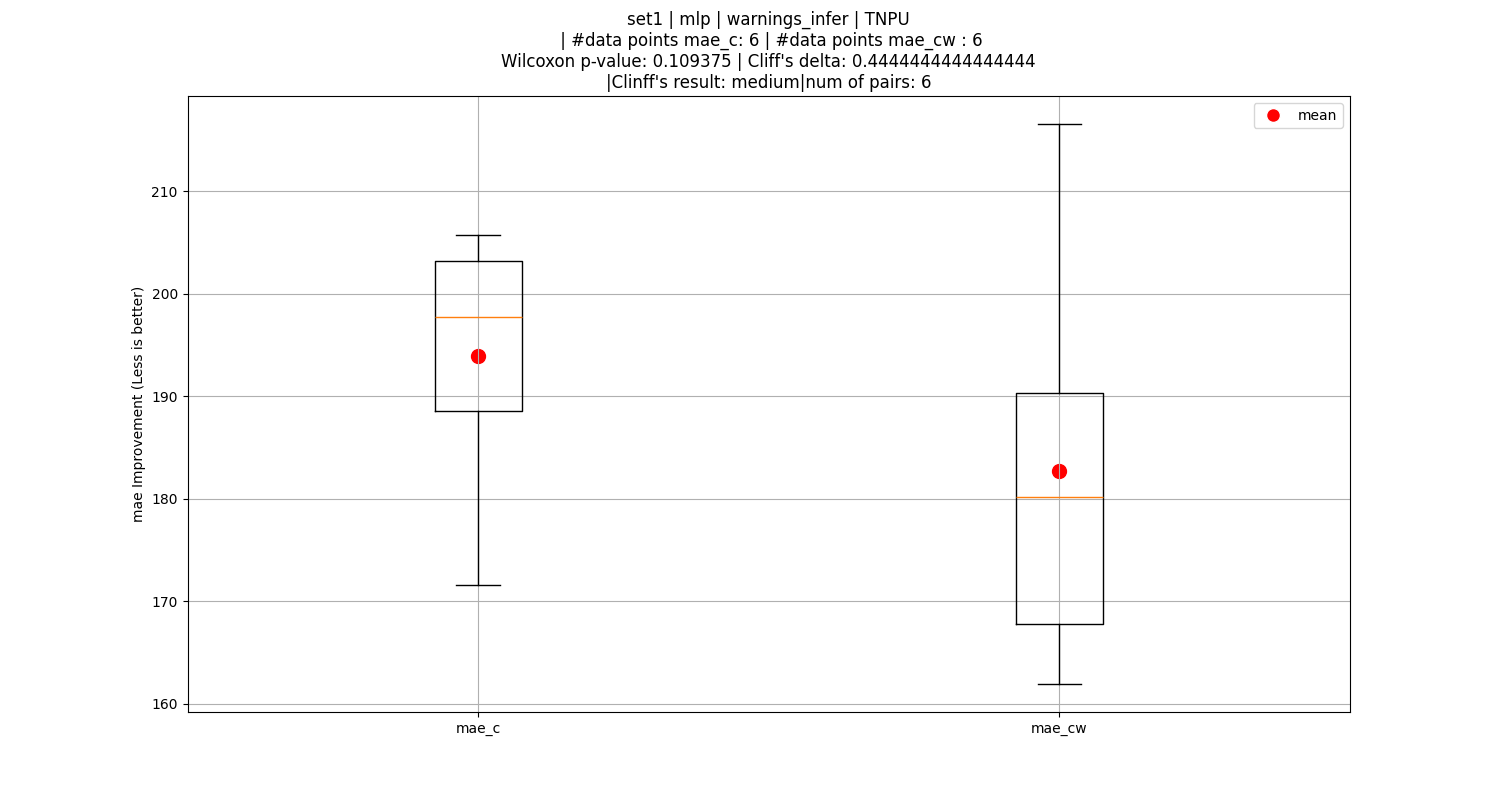 set1 | mlp | warnings_infer | TNPU
| #data points mae_c: 6 | #data points mae_cw : 6
Wilcoxon p-value: 0.109375 | Cliff's delta: 0.4444444444444444
|Clinff's result: medium|num of pairs: 6
mean
mae Improvement (Less is better)
210
200
190
180
170
160
mae_c
mae_cw